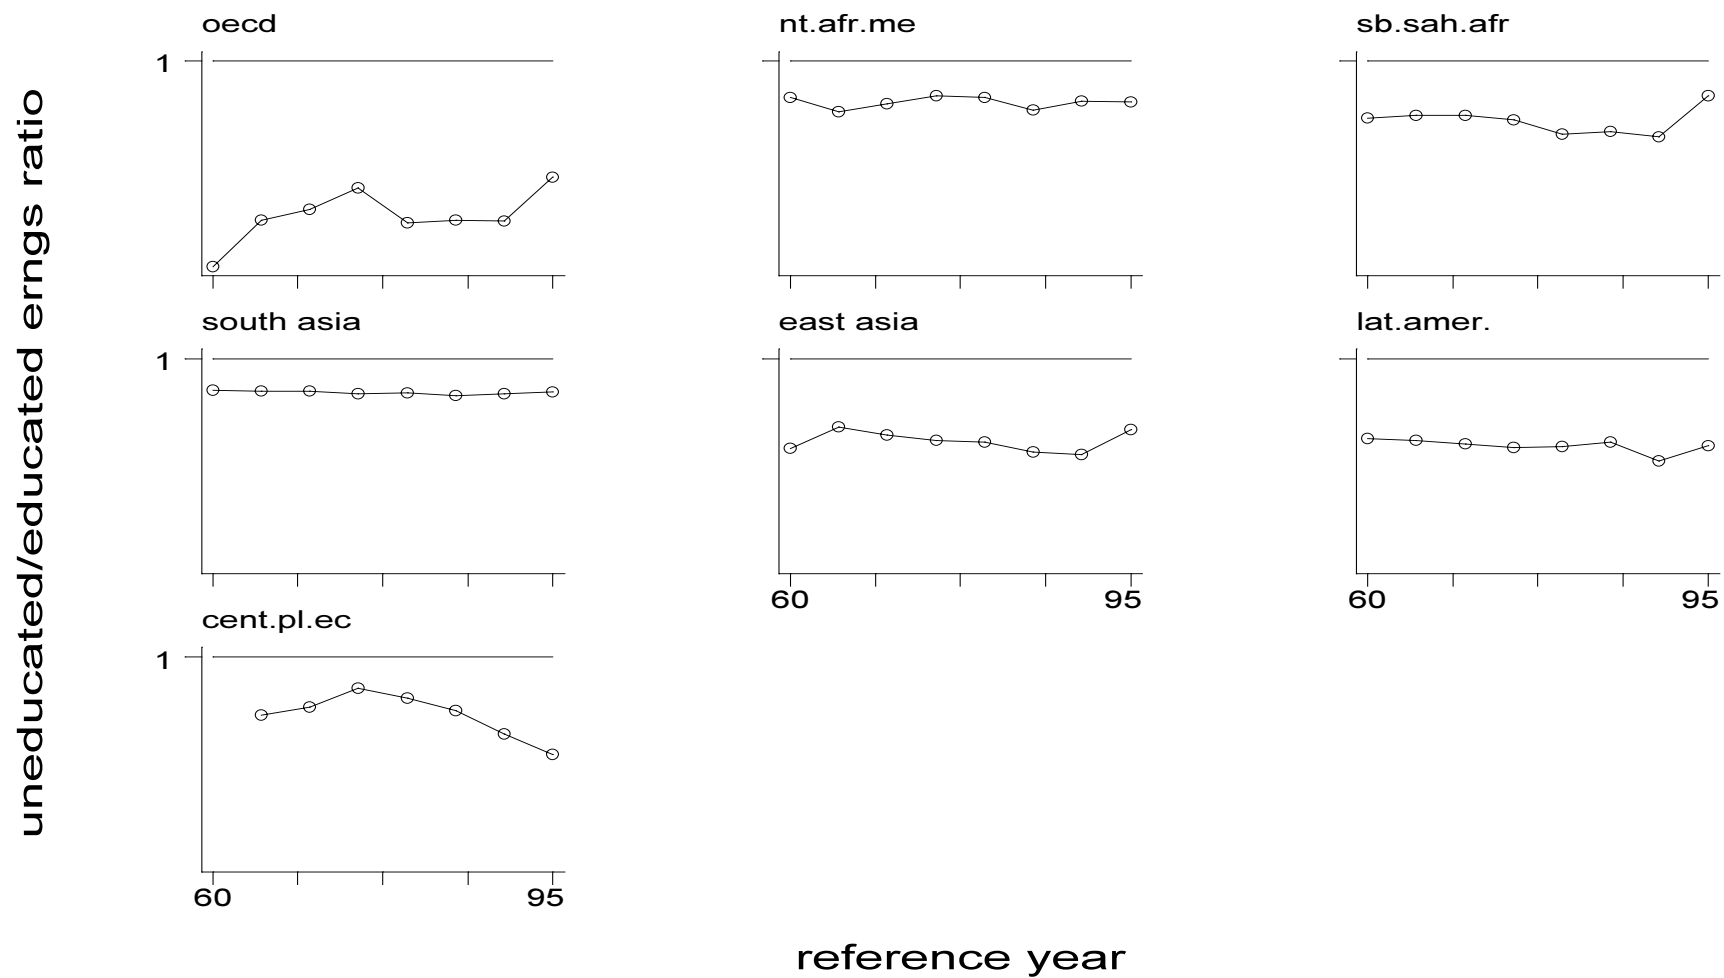 oecd
nt.afr.me
sb.sah.afr
1
south asia
east asia
lat.amer.
1
60
95
60
95
cent.pl.ec
1
60
95
uneducated/educated erngs ratio
reference year